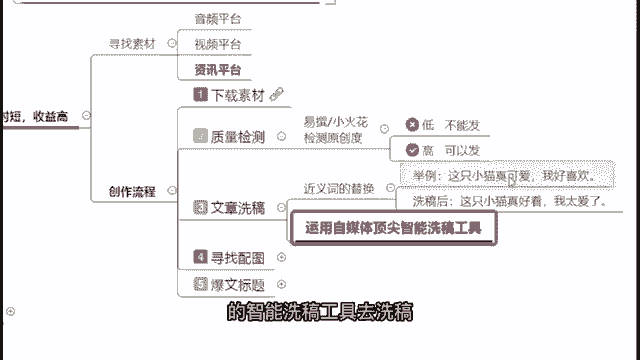 音频平台
寻找素材
视频平台
资讯平台
时短，收益高
1 下载素材
2 质量检测
易撰/小火花
检测原创度
低 不能发
高 可以发
创作流程
3 文章洗稿
近义词的替换
举例：这只小猫真可爱，我好喜欢。
洗稿后：这只小猫真好看，我太爱了。
运用自媒体顶尖智能洗稿工具
4 寻找配图
5 爆文标题
的智能洗稿工具去洗稿